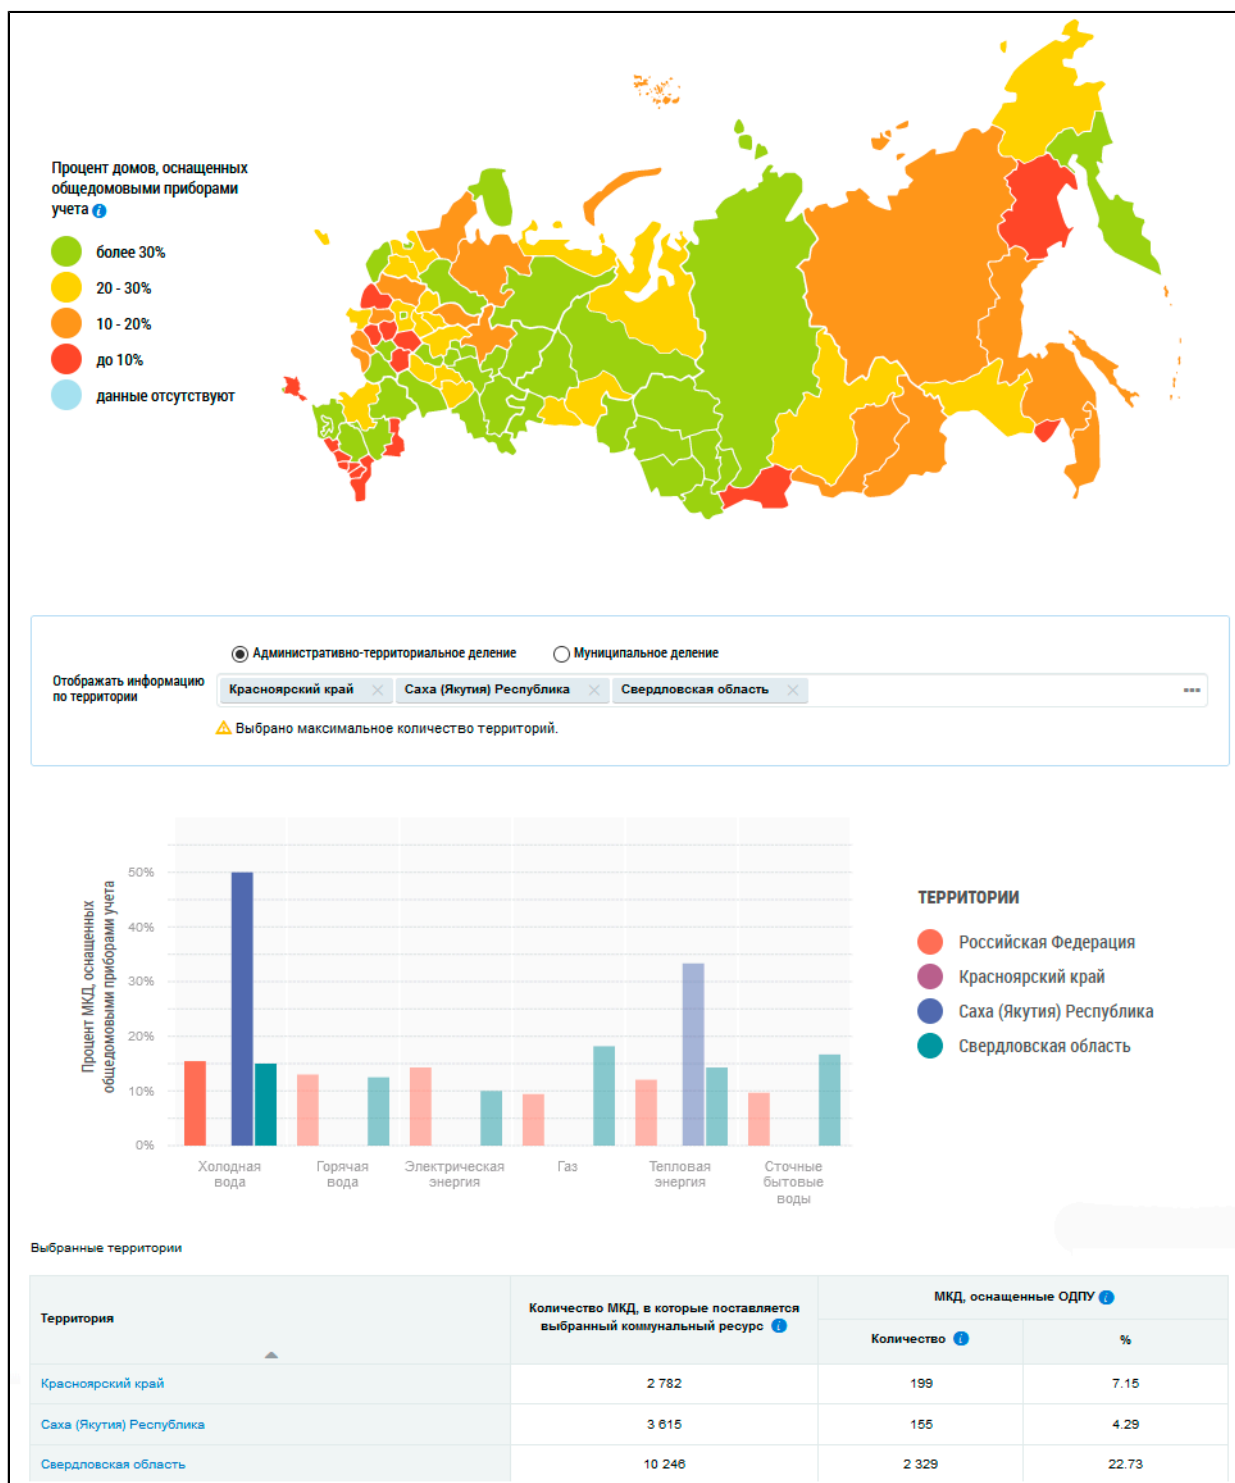 Процент домов, оснащенных
общедомовыми приборами
учета
более 30%
20 - 30%
10 - 20%
до 10%
данные отсутствуют
Административно-территориальное деление
Муниципальное деление
Отображать информацию
по территории
Красноярский край
Саха (Якутия) Республика
Свердловская область
Выбрано максимальное количество территорий.
Процент МКД, оснащенных
общедомовыми приборами учета
50%
40%
30%
20%
10%
0%
Холодная
вода
Горячая
вода
Электрическая
энергия
Газ
Тепловая
энергия
Сточные
бытовые
воды
ТЕРРИТОРИИ
Российская Федерация
Красноярский край
Саха (Якутия) Республика
Свердловская область
Выбранные территории
Территория
Количество МКД, в которые поставляется
выбранный коммунальный ресурс
МКД, оснащенные ОДПУ
Количество
%
Красноярский край 2 782 199 7.15
Саха (Якутия) Республика 3 615 155 4.29
Свердловская область 10 246 2 329 22.73